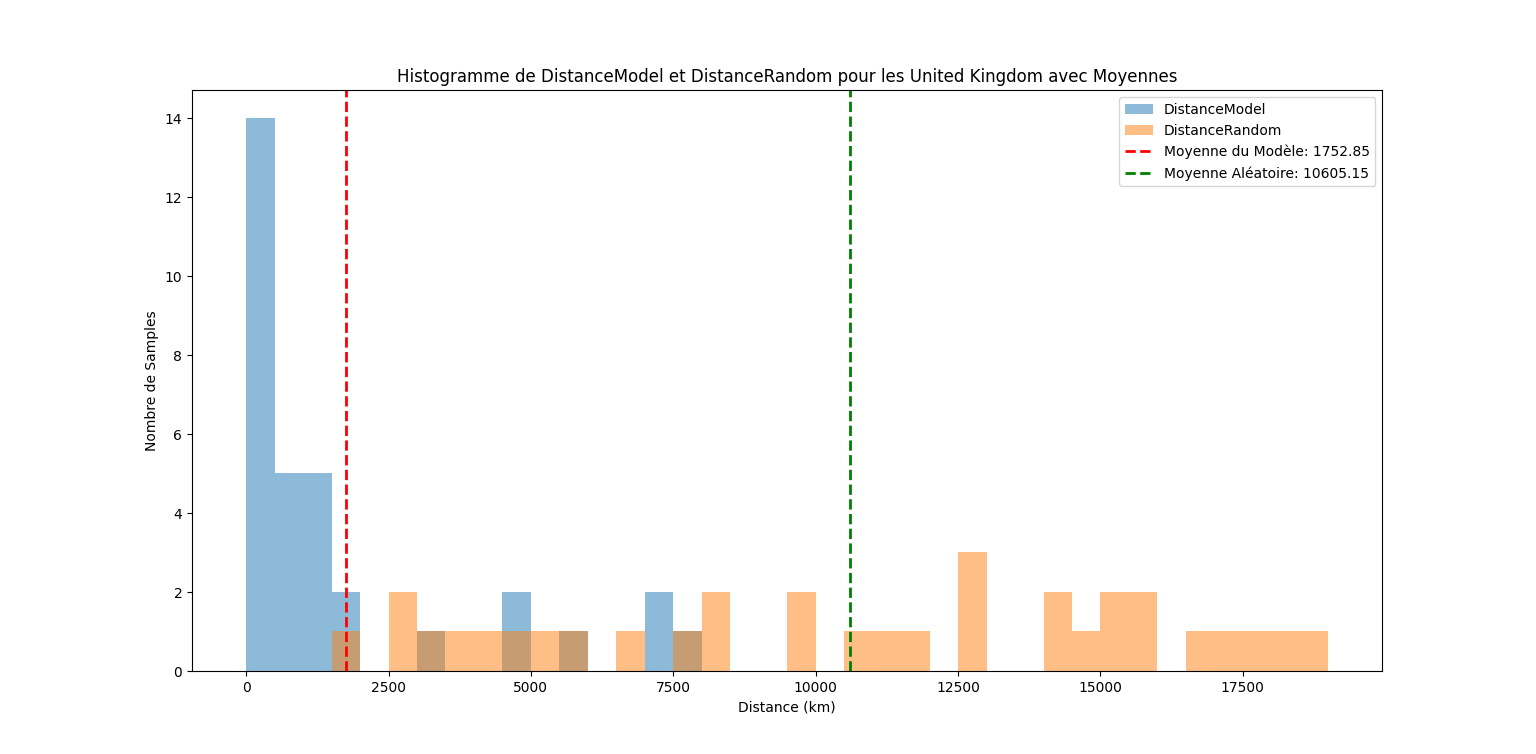 Histogramme de DistanceModel et DistanceRandom pour les United Kingdom avec Moyennes
DistanceModel
DistanceRandom
Moyenne du Modèle: 1752.85
Moyenne Aléatoire: 10605.15
Nombre de Samples
14
12
10
8
6
4
2
0
0
2500
5000
7500
10000
12500
15000
17500
Distance (km)